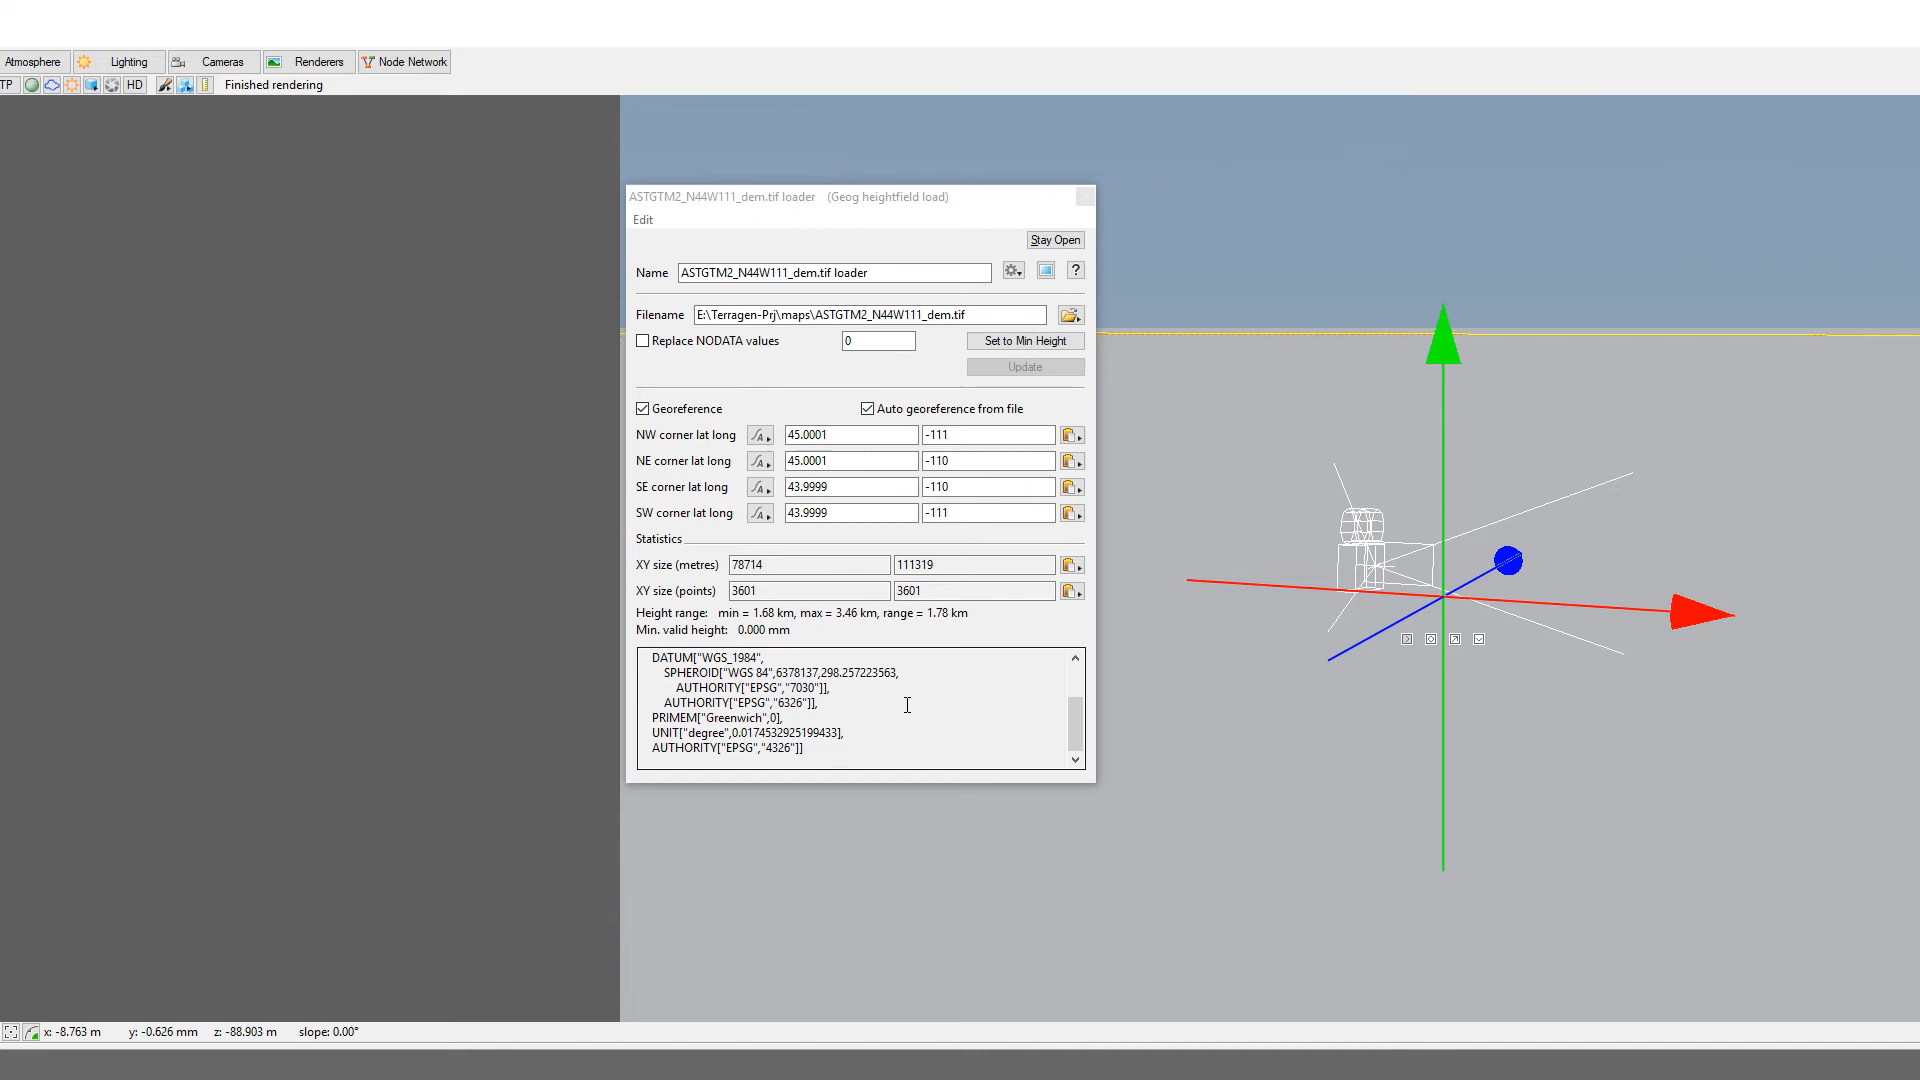 Atmosphere Lighting Cameras Renderers Node Network
TP HD Finished rendering
ASTGTM2_N44W111_dem.tif loader (Geog heightfield load)
Edit
Stay Open
Name ASTGTM2_N44W111_dem.tif loader ?
Filename E:\Terragen-Prj\maps\ASTGTM2_N44W111_dem.tif
Replace NODATA values 0 Set to Min Height
Update
Georeference Auto georeference from file
NW corner lat long 45.0001 -111
NE corner lat long 45.0001 -110
SE corner lat long 43.9999 -110
SW corner lat long 43.9999 -111
Statistics
XY size (metres) 78714 111319
XY size (points) 3601 3601
Height range: min = 1.68 km, max = 3.46 km, range = 1.78 km
Min. valid height: 0.000 mm
DATUM["WGS_1984",
SPHEROID["WGS 84",6378137,298.257223563,
AUTHORITY["EPSG","7030"]],
AUTHORITY["EPSG","6326"]],
PRIMEM["Greenwich",0],
UNIT["degree",0.0174532925199433],
AUTHORITY["EPSG","4326"]]
x: -8.763 m y: -0.626 mm z: -88.903 m slope: 0.00°